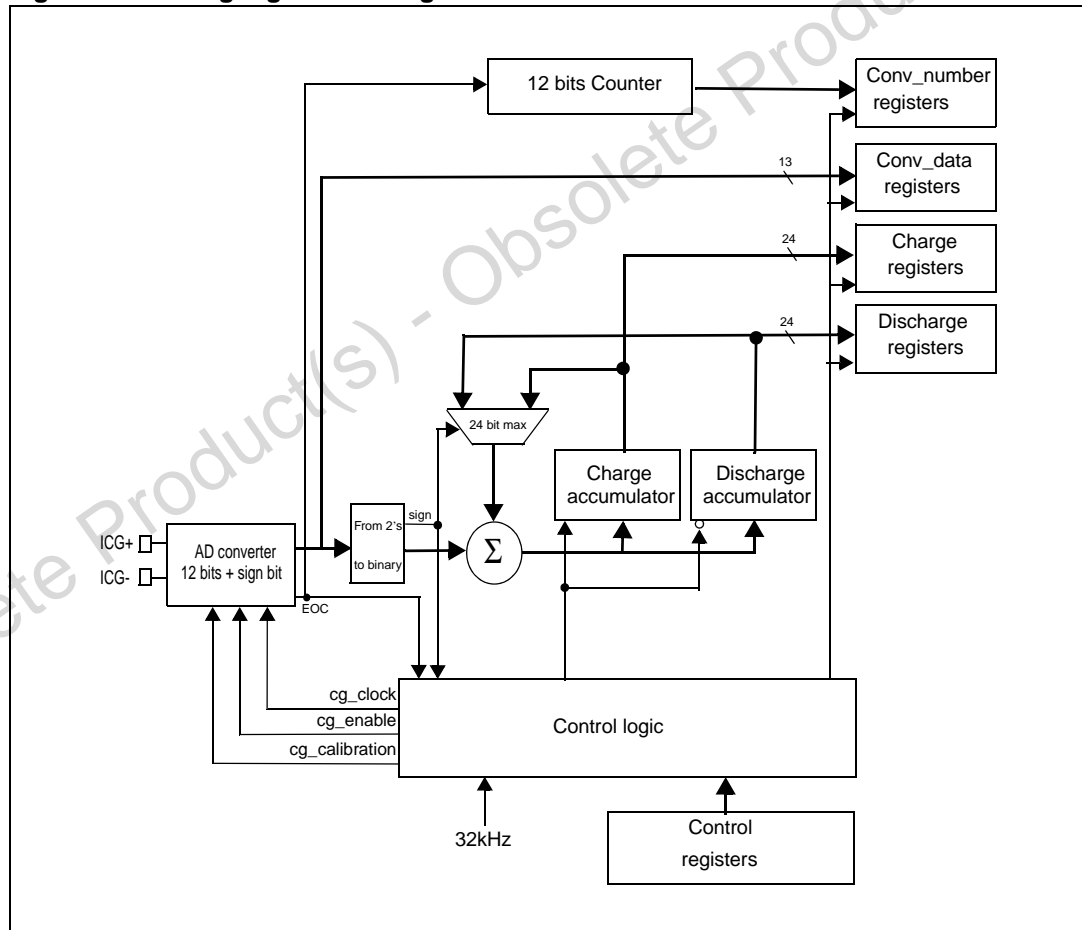 12 bits Counter
Conv_number
registers
13
Conv_data
registers
24
Charge
registers
24
Discharge
registers
24 bit max
Charge
accumulator
Discharge
accumulator
sign
From 2's
to binary
Σ
ICG+
ICG-
AD converter
12 bits + sign bit
EOC
cg_clock
cg_enable
cg_calibration
Control logic
32kHz
Control
registers
Product(s) - Obsolete Produc